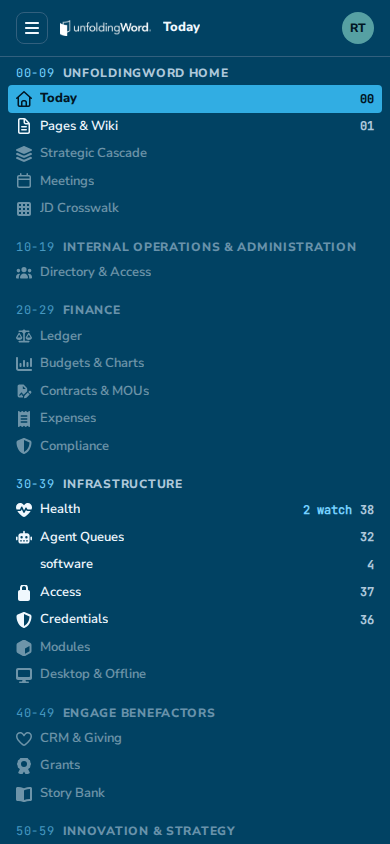 unfoldingWord. Today RT
00-09 UNFOLDINGWORD HOME
Today 00
Pages & Wiki 01
Strategic Cascade
Meetings
JD Crosswalk
10-19 INTERNAL OPERATIONS & ADMINISTRATION
Directory & Access
20-29 FINANCE
Ledger
Budgets & Charts
Contracts & MOUs
Expenses
Compliance
30-39 INFRASTRUCTURE
Health 2 watch 38
Agent Queues 32
software 4
Access 37
Credentials 36
Modules
Desktop & Offline
40-49 ENGAGE BENEFACTORS
CRM & Giving
Grants
Story Bank
50-59 INNOVATION & STRATEGY